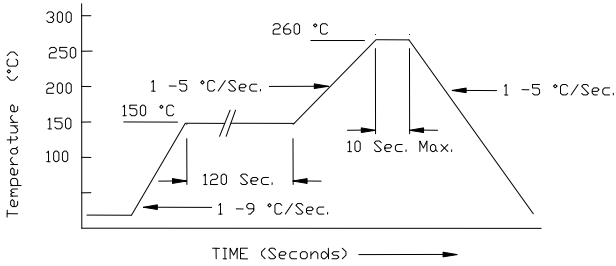 300
260 °C
250
200
1 -5 °C/Sec.
1 -5 °C/Sec.
150 °C
150
10 Sec. Max.
100
120 Sec.
1 -9 °C/Sec.
Temperature (°C)
TIME (Seconds)